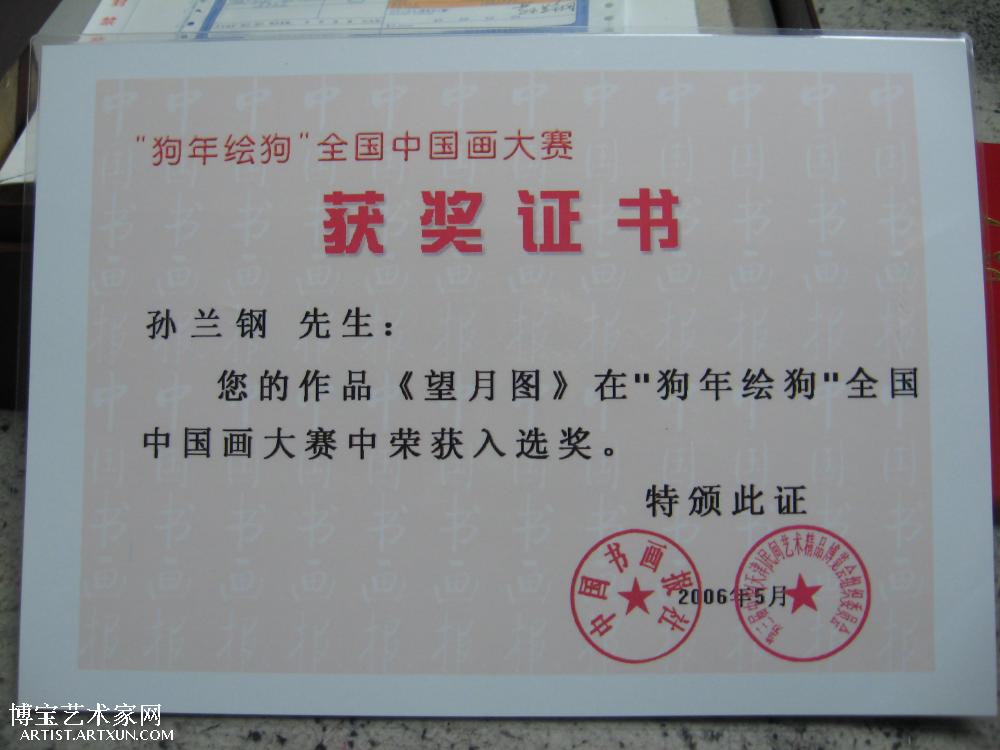 "狗年绘狗"全国中国画大赛
获奖证书
孙兰钢 先生：
您的作品《望月图》在"狗年绘狗"全国
中国画大赛中荣获入选奖。
特颁此证
中国书画报社
2006年5月
博宝艺术家网
ARTIST.ARTXUN.COM